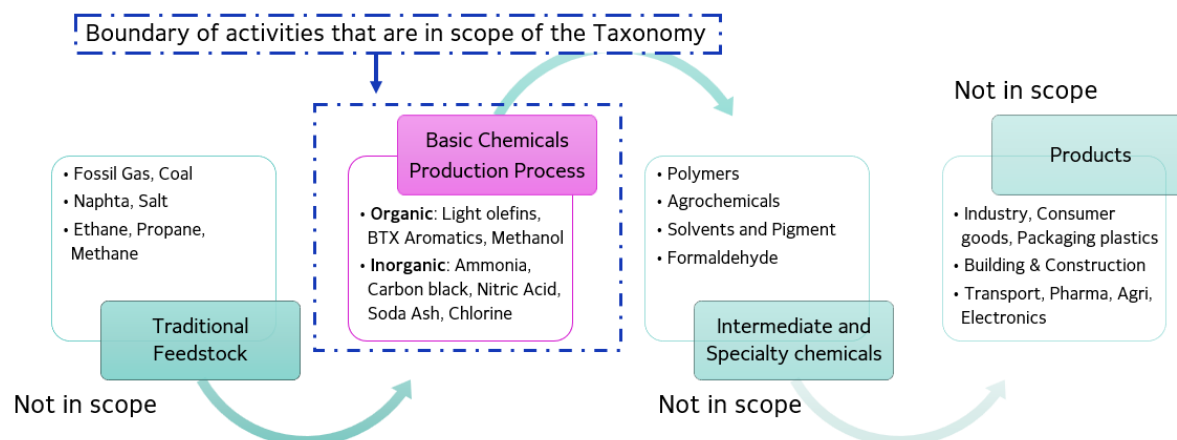 Boundary of activities that are in scope of the Taxonomy
• Fossil Gas, Coal
• Naphta, Salt
• Ethane, Propane,
Methane
Traditional
Feedstock
Not in scope
Basic Chemicals
Production Process
• Organic: Light olefins,
BTX Aromatics, Methanol
• Inorganic: Ammonia,
Carbon black, Nitric Acid,
Soda Ash, Chlorine
• Polymers
• Agrochemicals
• Solvents and Pigment
• Formaldehyde
Intermediate and
Specialty chemicals
Not in scope
Not in scope
Products
• Industry, Consumer
goods, Packaging plastics
• Building & Construction
• Transport, Pharma, Agri,
Electronics